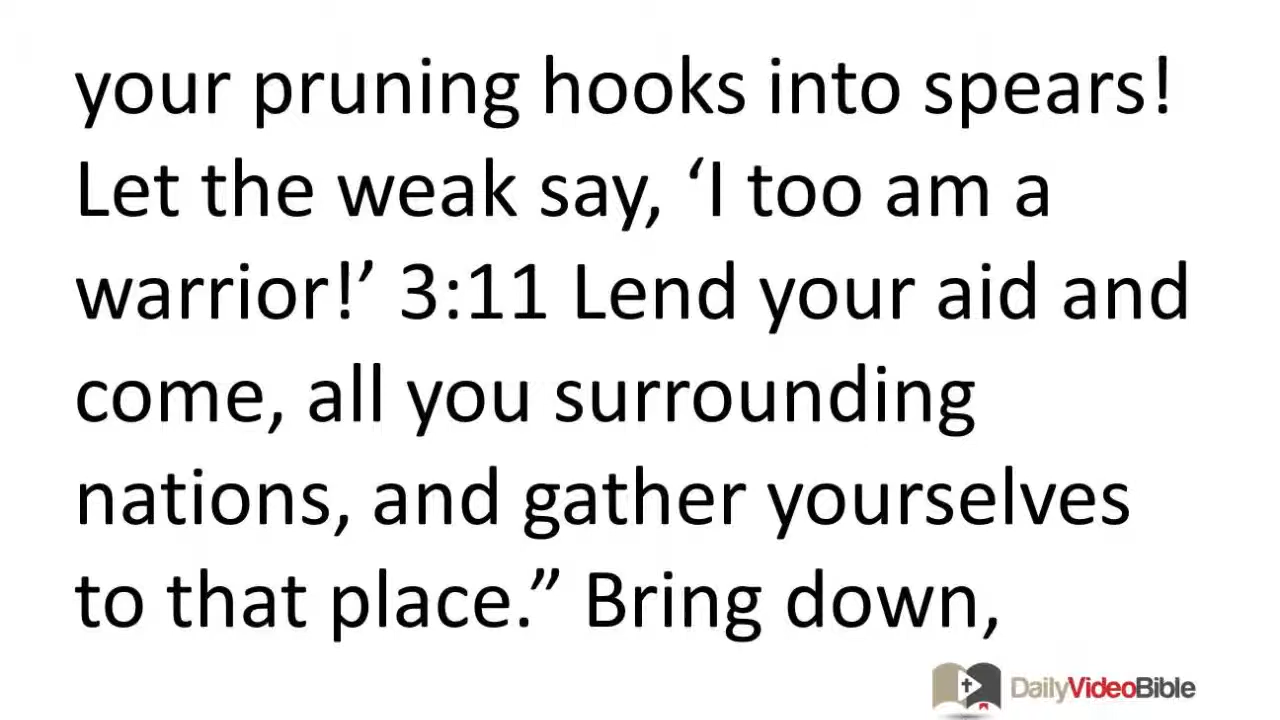 your pruning hooks into spears!
Let the weak say, ‘I too am a
warrior!’ 3:11 Lend your aid and
come, all you surrounding
nations, and gather yourselves
to that place.” Bring down,
DailyVideoBible